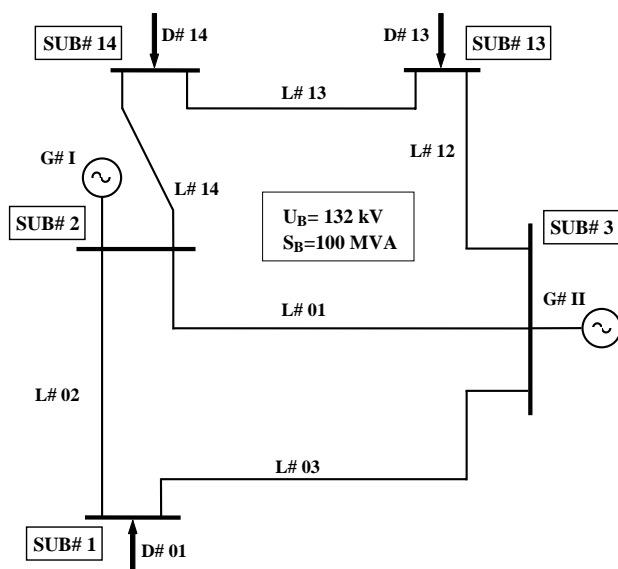 D# 14
D# 13
SUB# 14
SUB# 13
L# 13
L# 12
G# I
L# 14
SUB# 2
U_B= 132 kV
S_B=100 MVA
SUB# 3
G# II
L# 01
L# 02
L# 03
SUB# 1
D# 01